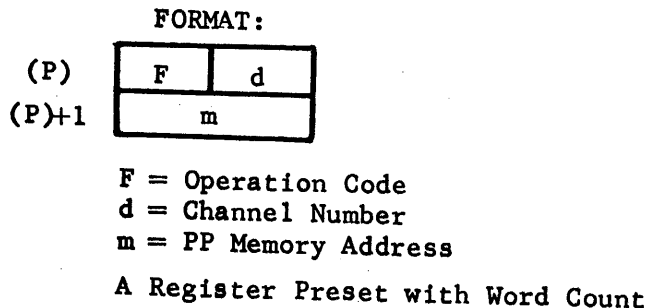 FORMAT:
(P) F d
(P)+1 m
F = Operation Code
d = Channel Number
m = PP Memory Address
A Register Preset with Word Count